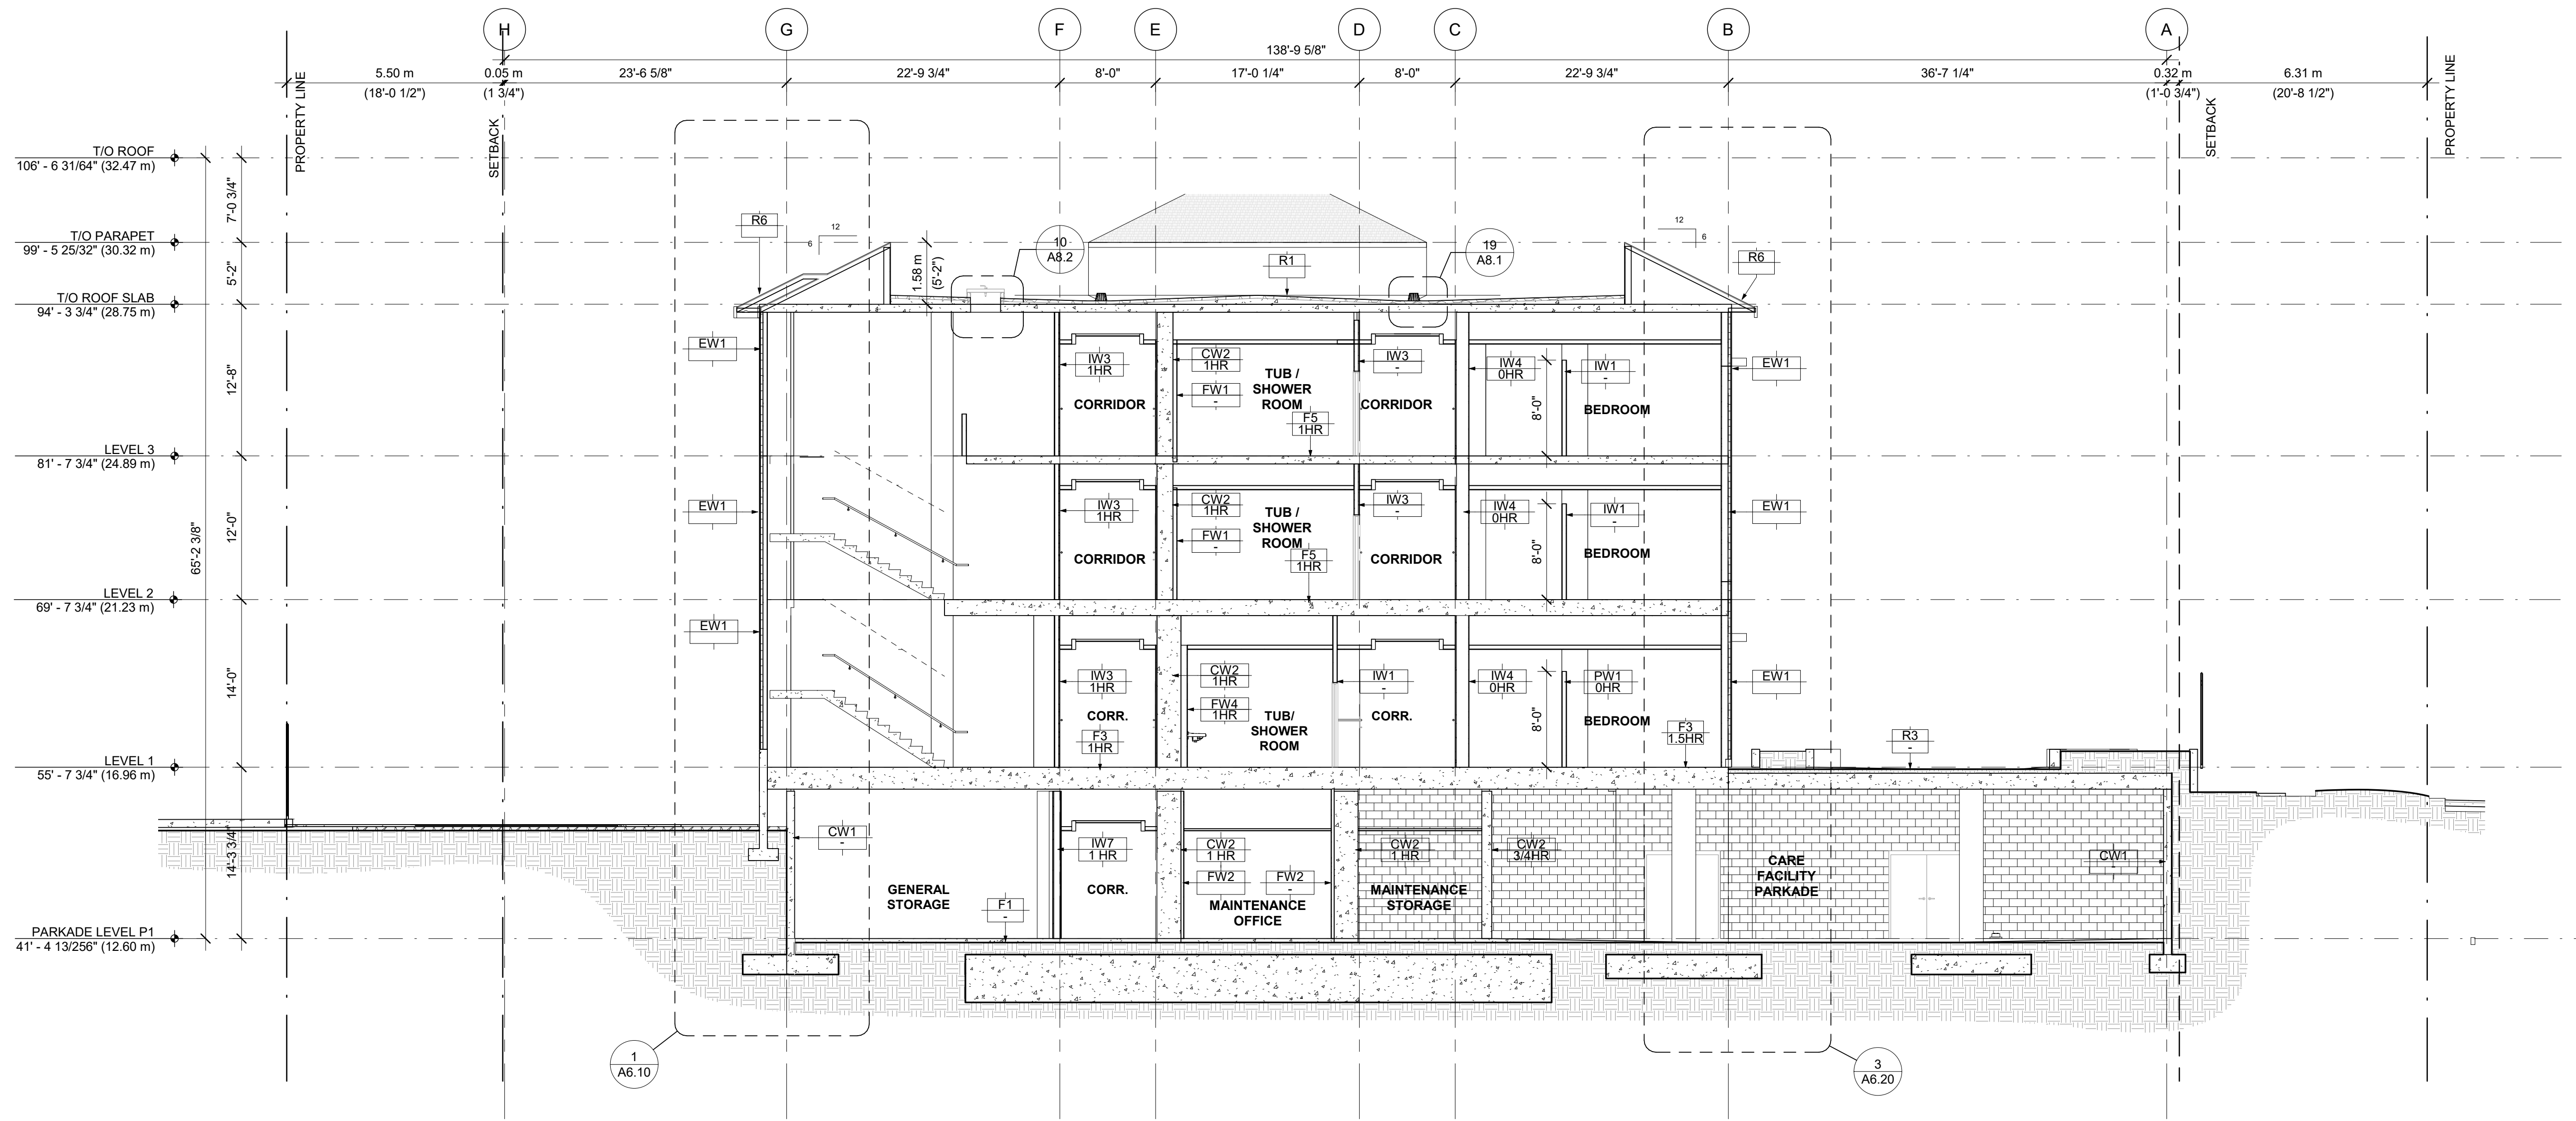 H
G
F
E
D
C
B
A
138'-9 5/8"
5.50 m
(18'-0 1/2")
0.05 m
(1 3/4")
23'-6 5/8"
22'-9 3/4"
8'-0"
17'-0 1/4"
8'-0"
22'-9 3/4"
36'-7 1/4"
0.32 m
(1'-0 3/4")
6.31 m
(20'-8 1/2")
PROPERTY LINE
SETBACK
SETBACK
PROPERTY LINE
T/O ROOF
106' - 6 31/64" (32.47 m)
T/O PARAPET
99' - 5 25/32" (30.32 m)
T/O ROOF SLAB
94' - 3 3/4" (28.75 m)
LEVEL 3
81' - 7 3/4" (24.89 m)
LEVEL 2
69' - 7 3/4" (21.23 m)
LEVEL 1
55' - 7 3/4" (16.96 m)
PARKADE LEVEL P1
41' - 4 13/256" (12.60 m)
65'-2 3/8"
7'-0 3/4"
5'-2"
12'-8"
12'-0"
14'-0"
14'-3 3/4"
R6
12
6
1.58 m
(5'-2")
10
A8.2
R1
19
A8.1
12
6
R6
EW1
IW3
1HR
CORRIDOR
CW2
1HR
FW1
-
TUB /
SHOWER
ROOM
F5
1HR
IW3
-
CORRIDOR
IW4
0HR
8'-0"
IW1
-
BEDROOM
EW1
EW1
IW3
1HR
CORRIDOR
CW2
1HR
FW1
-
TUB /
SHOWER
ROOM
F5
1HR
IW3
-
CORRIDOR
IW4
0HR
8'-0"
IW1
-
BEDROOM
EW1
EW1
IW3
1HR
CORR.
F3
1HR
CW2
1HR
FW4
1HR
TUB/
SHOWER
ROOM
IW1
-
CORR.
IW4
0HR
8'-0"
PW1
0HR
BEDROOM
F3
1.5HR
EW1
R3
-
CW1
-
GENERAL
STORAGE
F1
-
IW7
1 HR
CORR.
CW2
1 HR
FW2
FW2
-
MAINTENANCE
OFFICE
CW2
1 HR
MAINTENANCE
STORAGE
CW2
3/4HR
CARE
FACILITY
PARKADE
CW1
-
1
A6.10
3
A6.20